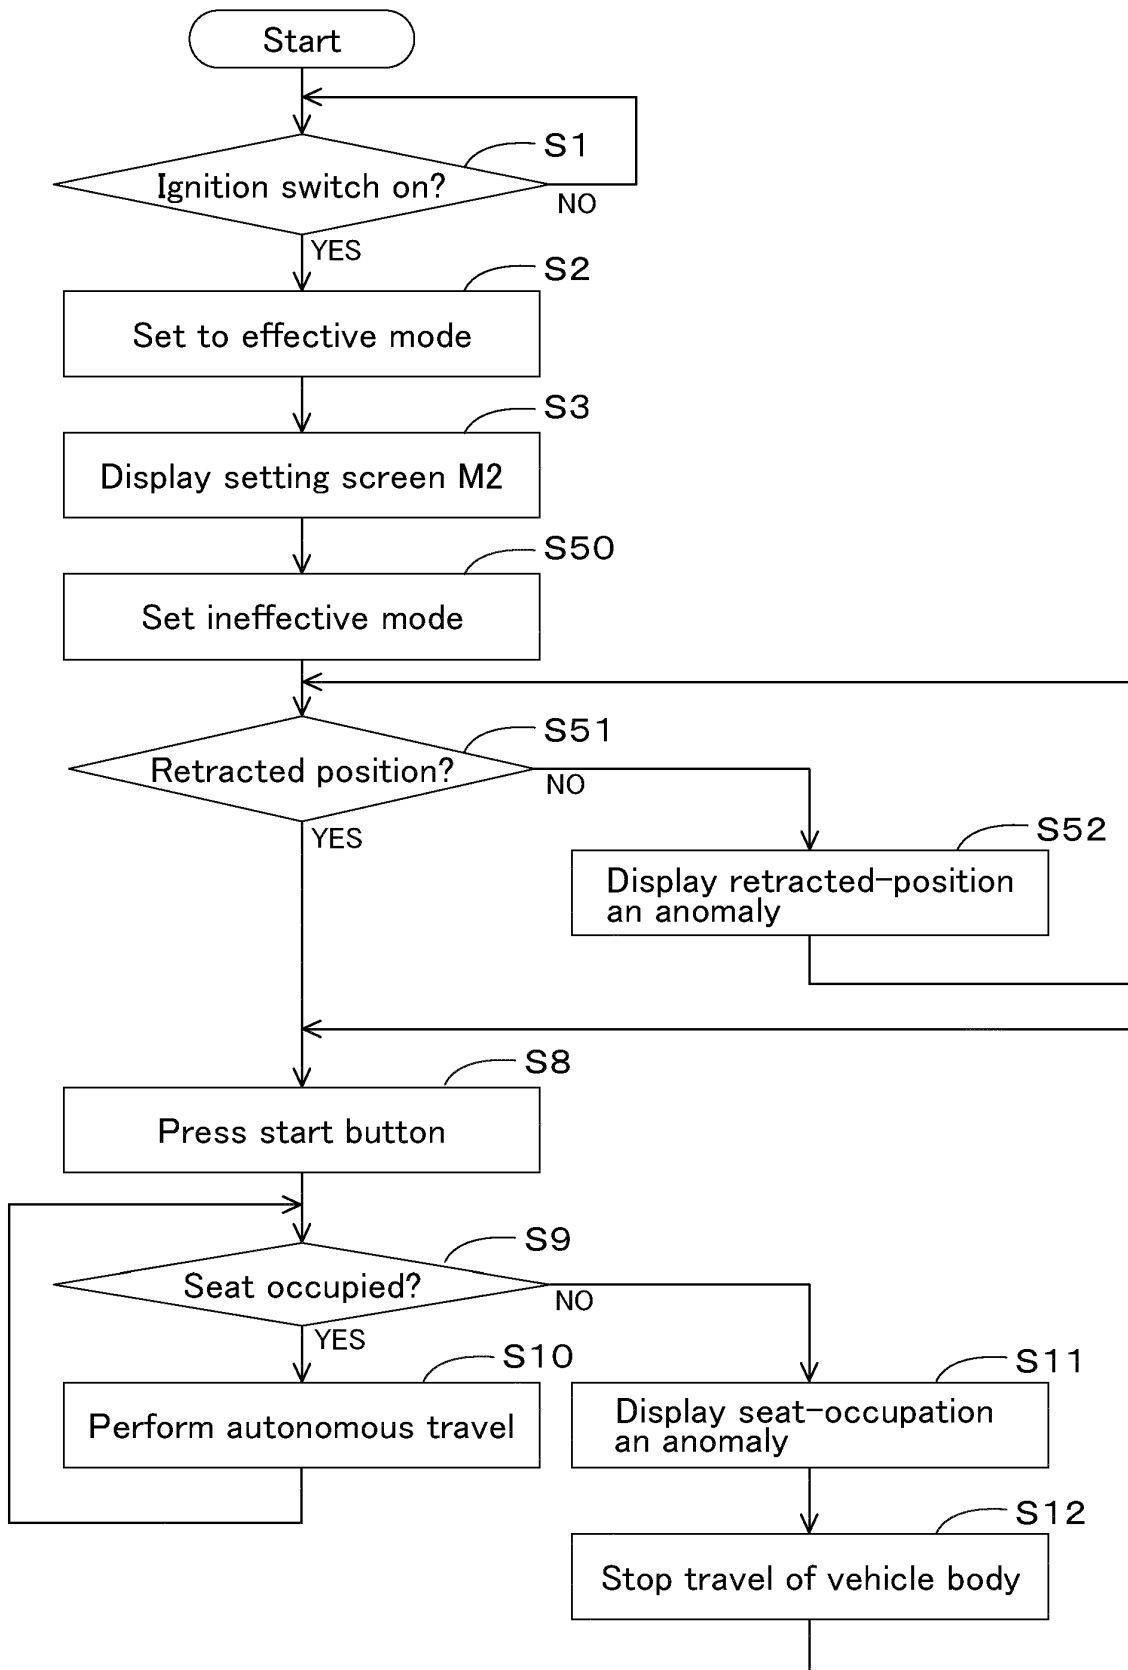 Start
S1
Ignition switch on?
NO
YES
S2
Set to effective mode
S3
Display setting screen M2
S50
Set ineffective mode
S51
Retracted position?
NO
YES
S52
Display retracted-position
an anomaly
S8
Press start button
S9
Seat occupied?
NO
YES
S10
Perform autonomous travel
S11
Display seat-occupation
an anomaly
S12
Stop travel of vehicle body